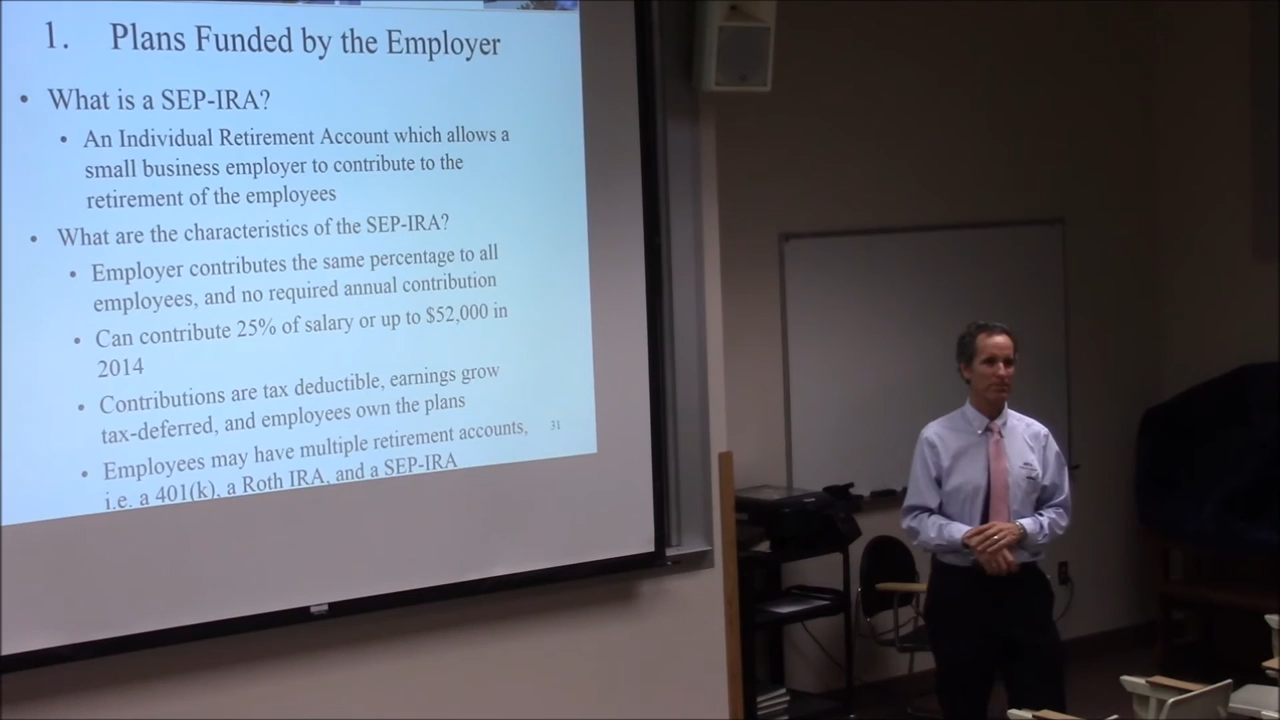 1. Plans Funded by the Employer
• What is a SEP-IRA?
• An Individual Retirement Account which allows a
small business employer to contribute to the
retirement of the employees
• What are the characteristics of the SEP-IRA?
• Employer contributes the same percentage to all
employees, and no required annual contribution
• Can contribute 25% of salary or up to $52,000 in
2014
• Contributions are tax deductible, earnings grow
tax-deferred, and employees own the plans
• Employees may have multiple retirement accounts,
i.e. a 401(k), a Roth IRA, and a SEP-IRA
31